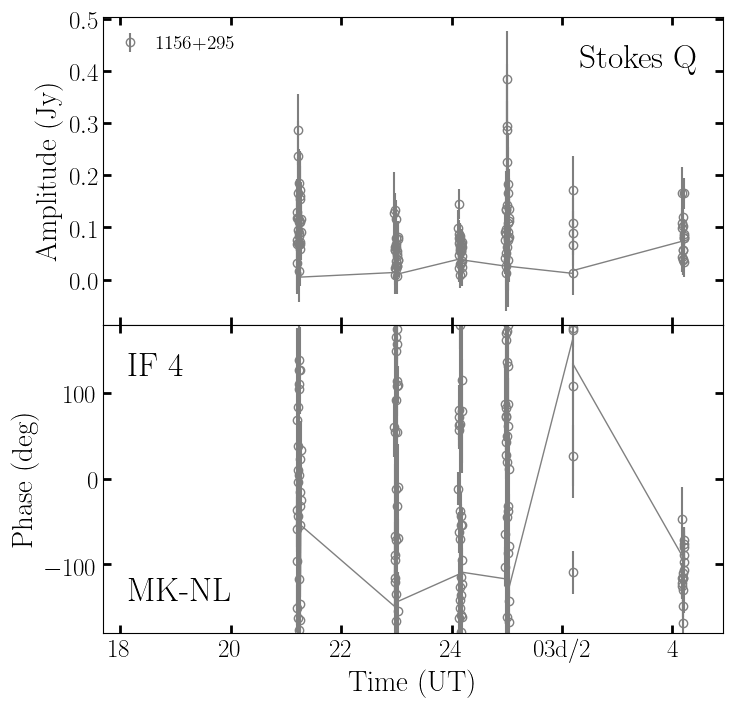 0.5
1156+295
Stokes Q
0.4
0.3
0.2
0.1
0.0
Amplitude (Jy)
IF 4
100
0
−100
Phase (deg)
MK-NL
18 20 22 24 03d/2 4
Time (UT)